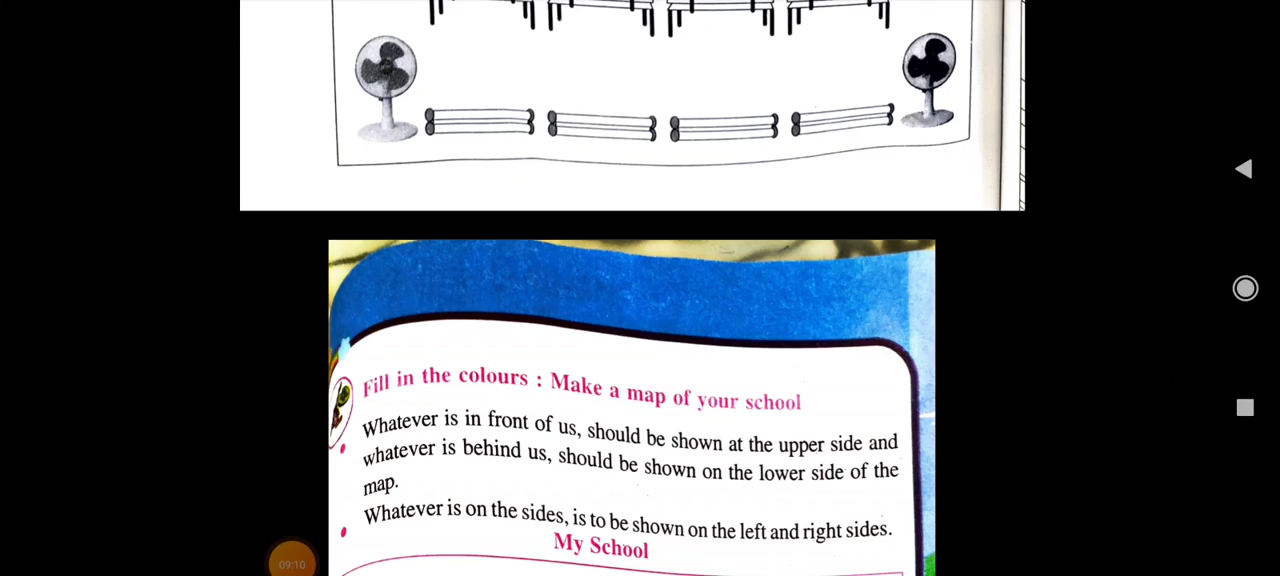 Fill in the colours : Make a map of your school
Whatever is in front of us, should be shown at the upper side and
whatever is behind us, should be shown on the lower side of the
map.
Whatever is on the sides, is to be shown on the left and right sides.
My School
09:10